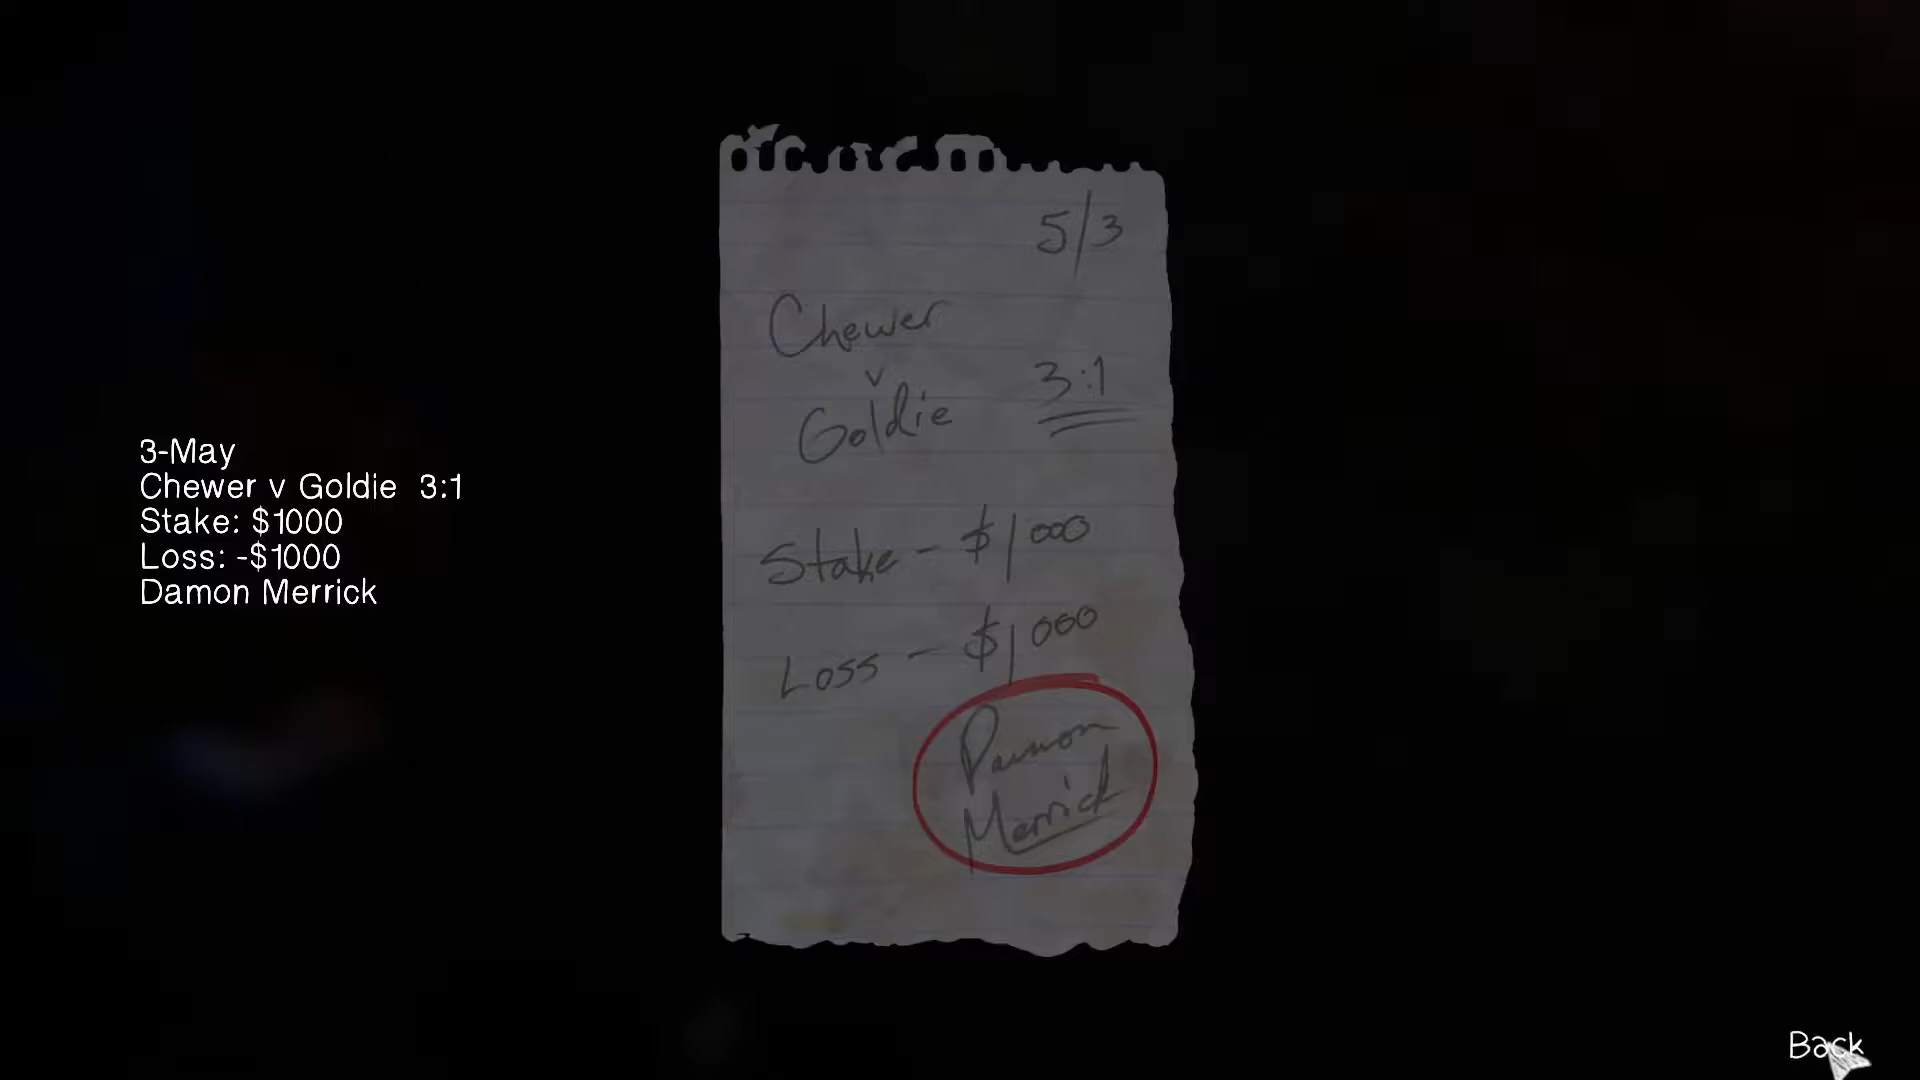 3-May
Chewer v Goldie 3:1
Stake: $1000
Loss: -$1000
Damon Merrick
5/3
Chewer
v
Goldie 3:1
Stake - $1000
Loss - $1000
Damon
Merrick
Back